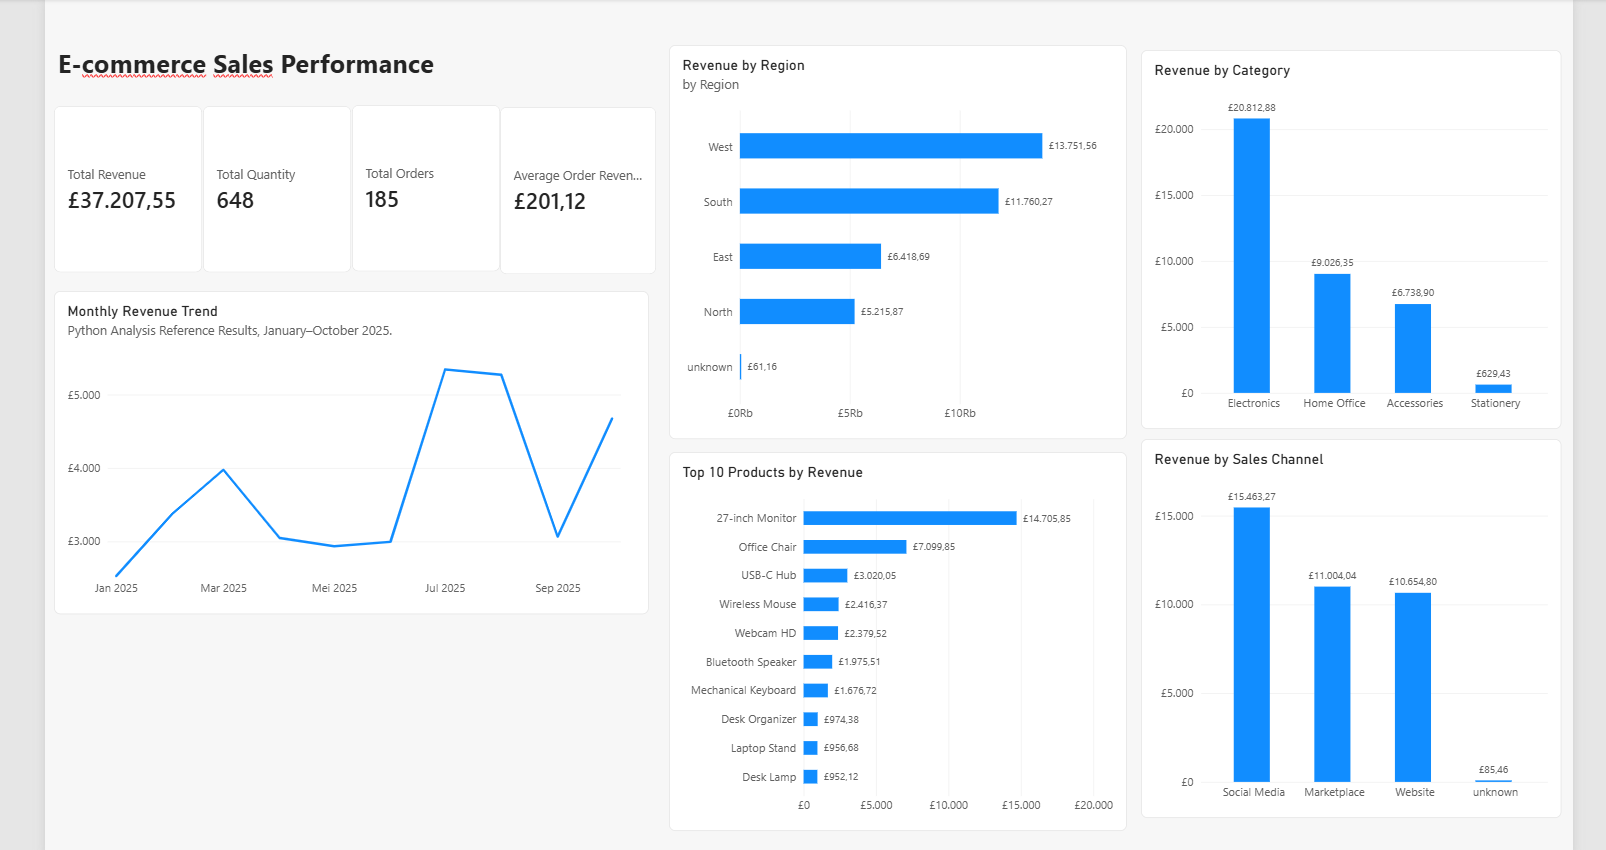 E-commerce Sales Performance
Total Revenue
£37.207,55
Total Quantity
648
Total Orders
185
Average Order Reven...
£201,12
Monthly Revenue Trend
Python Analysis Reference Results, January–October 2025.
£5.000
£4.000
£3.000
Jan 2025
Mar 2025
Mei 2025
Jul 2025
Sep 2025
Revenue by Region
by Region
West
£13.751,56
South
£11.760,27
East
£6.418,69
North
£5.215,87
unknown
£61,16
£0Rb
£5Rb
£10Rb
Top 10 Products by Revenue
27-inch Monitor
£14.705,85
Office Chair
£7.099,85
USB-C Hub
£3.020,05
Wireless Mouse
£2.416,37
Webcam HD
£2.379,52
Bluetooth Speaker
£1.975,51
Mechanical Keyboard
£1.676,72
Desk Organizer
£974,38
Laptop Stand
£956,68
Desk Lamp
£952,12
£0
£5.000
£10.000
£15.000
£20.000
Revenue by Category
£20.812,88
£9.026,35
£6.738,90
£629,43
£20.000
£15.000
£10.000
£5.000
£0
Electronics
Home Office
Accessories
Stationery
Revenue by Sales Channel
£15.463,27
£11.004,04
£10.654,80
£85,46
£15.000
£10.000
£5.000
£0
Social Media
Marketplace
Website
unknown